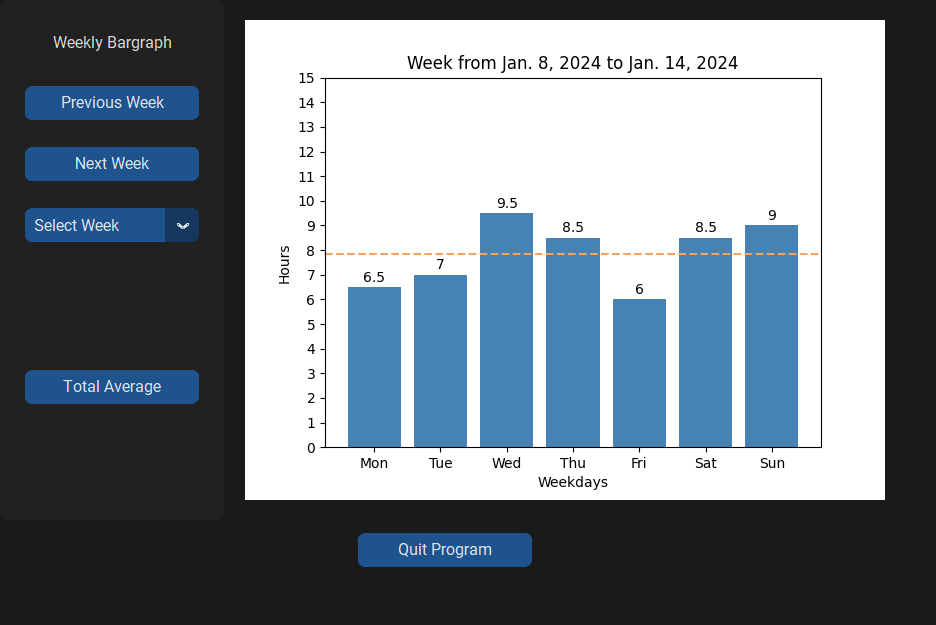 Weekly Bargraph
Previous Week
Next Week
Select Week
Total Average
Week from Jan. 8, 2024 to Jan. 14, 2024
15
14
13
12
11
10
9
8
7
6
5
4
3
2
1
0
Hours
6.5
7
9.5
8.5
6
8.5
9
Mon Tue Wed Thu Fri Sat Sun
Weekdays
Quit Program